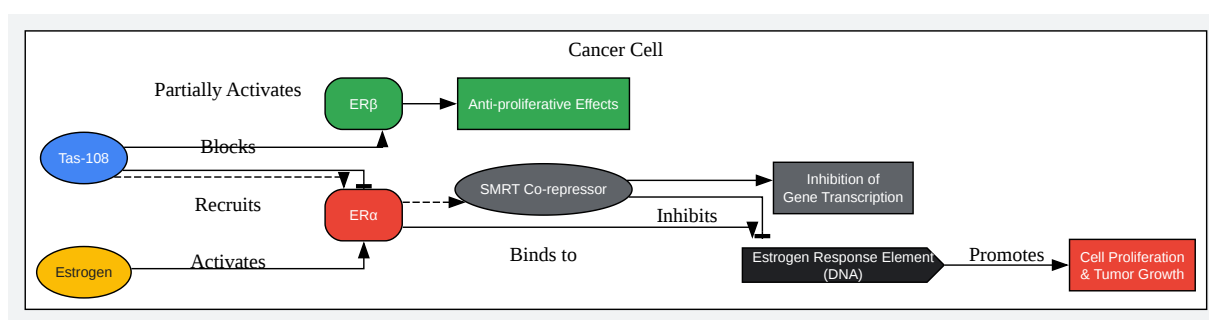 Cancer Cell
Partially Activates
ERβ
Anti-proliferative Effects
Blocks
Tas-108
Recruits
ERα
SMRT Co-repressor
Inhibition of
Gene Transcription
Inhibits
Estrogen
Activates
Binds to
Estrogen Response Element
(DNA)
Promotes
Cell Proliferation
& Tumor Growth